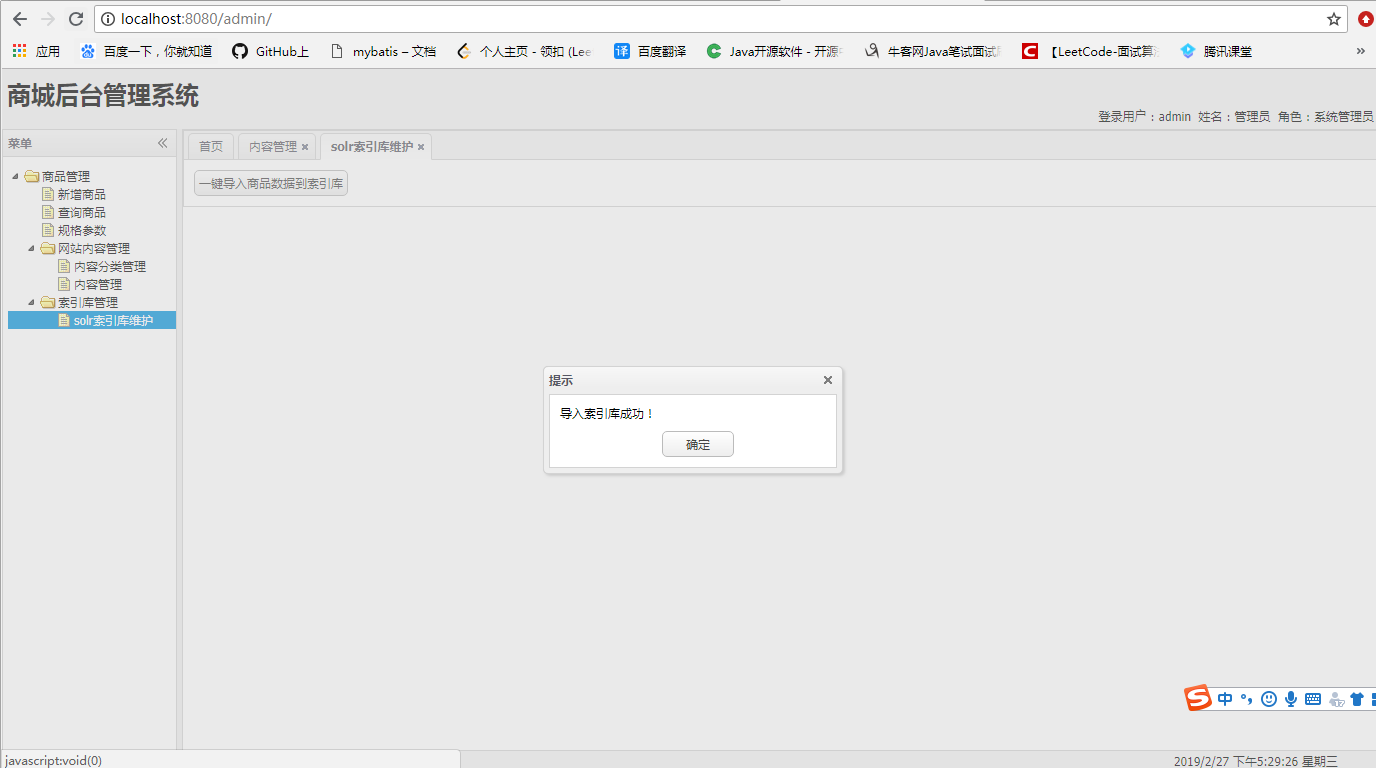 localhost:8080/admin/
应用 百度一下，你就知道 GitHub上 mybatis – 文档 个人主页 - 领扣 (Lee 译 百度翻译 Java开源软件 - 开源 牛客网Java笔试面试 【LeetCode-面试算 腾讯课堂 »
商城后台管理系统
登录用户：admin 姓名：管理员 角色：系统管理员
菜单
首页 内容管理 solr索引库维护
一键导入商品数据到索引库
商品管理
新增商品
查询商品
规格参数
网站内容管理
内容分类管理
内容管理
索引库管理
solr索引库维护
提示
导入索引库成功！
确定
中
javascript:void(0)
2019/2/27 下午5:29:26 星期三